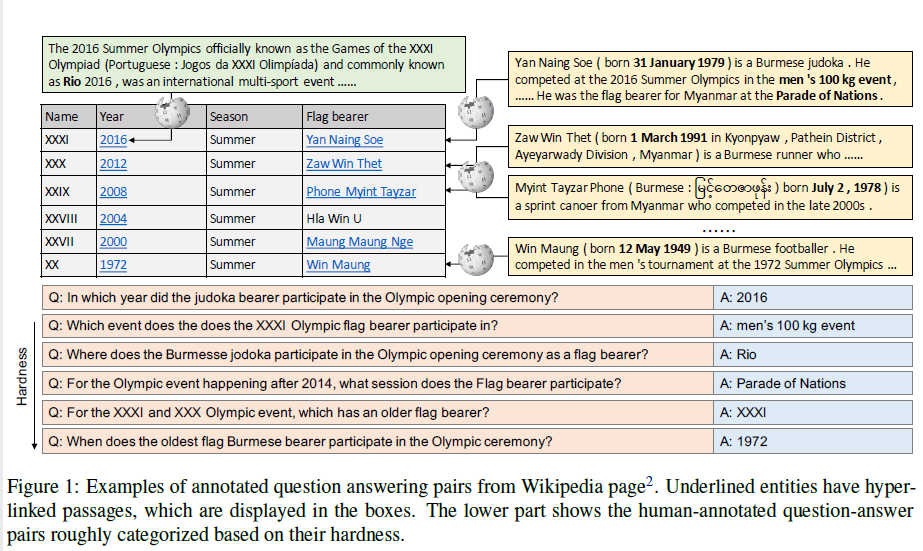 The 2016 Summer Olympics officially known as the Games of the XXXI
Olympiad (Portuguese : Jogos da XXXI Olimpíada) and commonly known
as Rio 2016 , was an international multi-sport event ......
Yan Naing Soe ( born 31 January 1979 ) is a Burmese judoka . He
competed at the 2016 Summer Olympics in the men 's 100 kg event ,
...... He was the flag bearer for Myanmar at the Parade of Nations .
Zaw Win Thet ( born 1 March 1991 in Kyonpyaw , Pathein District ,
Ayeyarwady Division , Myanmar ) is a Burmese runner who ......
Myint Tayzar Phone ( Burmese : မြင့်တေဇာဖုန်း ) born July 2 , 1978 ) is
a sprint canoer from Myanmar who competed in the late 2000s .
......
Win Maung ( born 12 May 1949 ) is a Burmese footballer . He
competed in the men 's tournament at the 1972 Summer Olympics ...
Name Year Season Flag bearer
XXXI 2016 Summer Yan Naing Soe
XXX 2012 Summer Zaw Win Thet
XXIX 2008 Summer Phone Myint Tayzar
XXVIII 2004 Summer Hla Win U
XXVII 2000 Summer Maung Maung Nge
XX 1972 Summer Win Maung
Hardness
Q: In which year did the judoka bearer participate in the Olympic opening ceremony? A: 2016
Q: Which event does the does the XXXI Olympic flag bearer participate in? A: men's 100 kg event
Q: Where does the Burmesse jodoka participate in the Olympic opening ceremony as a flag bearer? A: Rio
Q: For the Olympic event happening after 2014, what session does the Flag bearer participate? A: Parade of Nations
Q: For the XXXI and XXX Olympic event, which has an older flag bearer? A: XXXI
Q: When does the oldest flag Burmese bearer participate in the Olympic ceremony? A: 1972
Figure 1: Examples of annotated question answering pairs from Wikipedia page². Underlined entities have hyper-
linked passages, which are displayed in the boxes. The lower part shows the human-annotated question-answer
pairs roughly categorized based on their hardness.